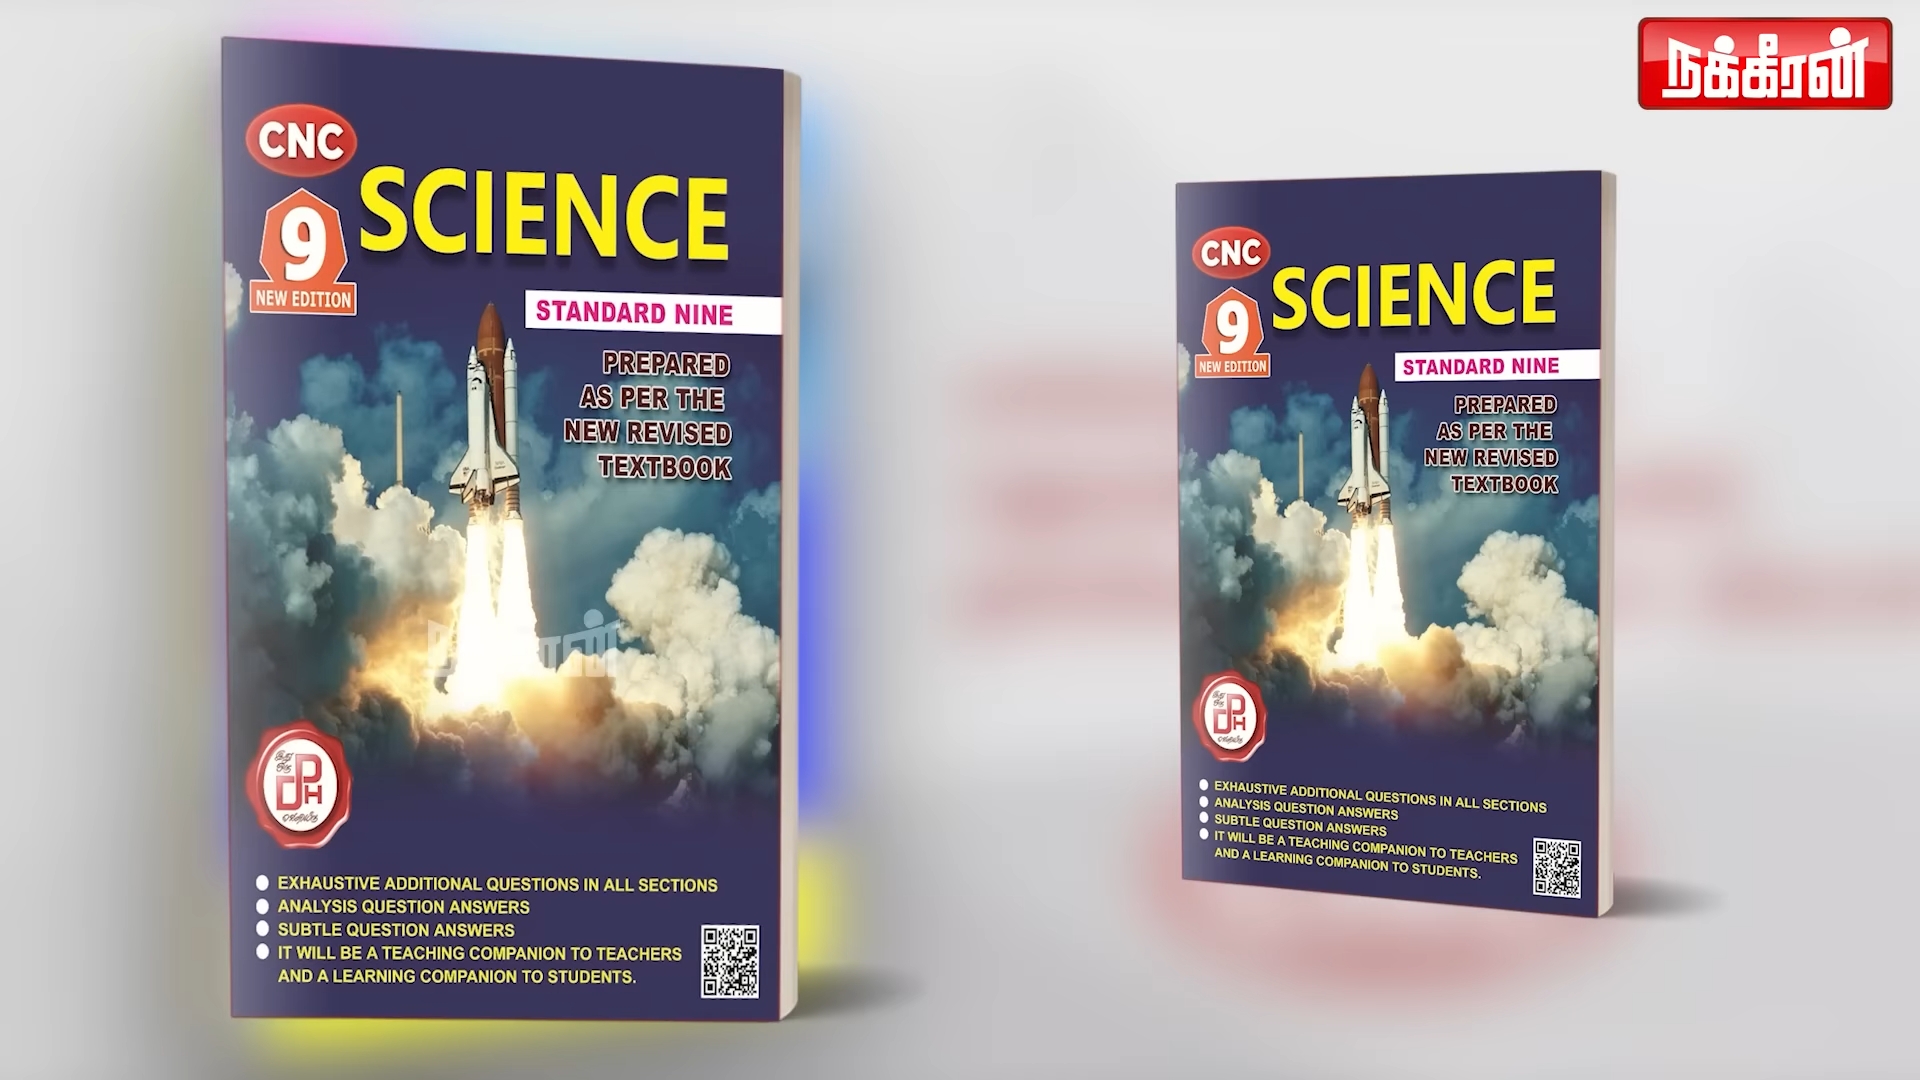 நக்கீரன்
CNC
SCIENCE
9
NEW EDITION
STANDARD NINE
PREPARED
AS PER THE
NEW REVISED
TEXTBOOK
DPH
EXHAUSTIVE ADDITIONAL QUESTIONS IN ALL SECTIONS
ANALYSIS QUESTION ANSWERS
SUBTLE QUESTION ANSWERS
IT WILL BE A TEACHING COMPANION TO TEACHERS
AND A LEARNING COMPANION TO STUDENTS.
CNC
SCIENCE
9
NEW EDITION
STANDARD NINE
PREPARED
AS PER THE
NEW REVISED
TEXTBOOK
DPH
EXHAUSTIVE ADDITIONAL QUESTIONS IN ALL SECTIONS
ANALYSIS QUESTION ANSWERS
SUBTLE QUESTION ANSWERS
IT WILL BE A TEACHING COMPANION TO TEACHERS
AND A LEARNING COMPANION TO STUDENTS.